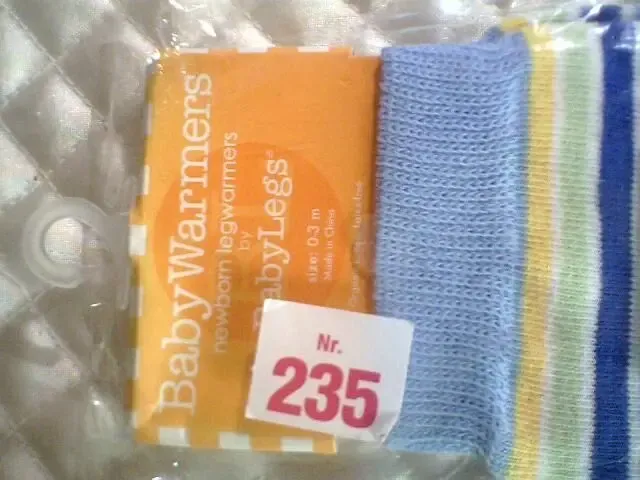 BabyWarmers
newborn legwarmers
by
BabyLegs®
size: 0-3 m
Made in China
Nr.
235